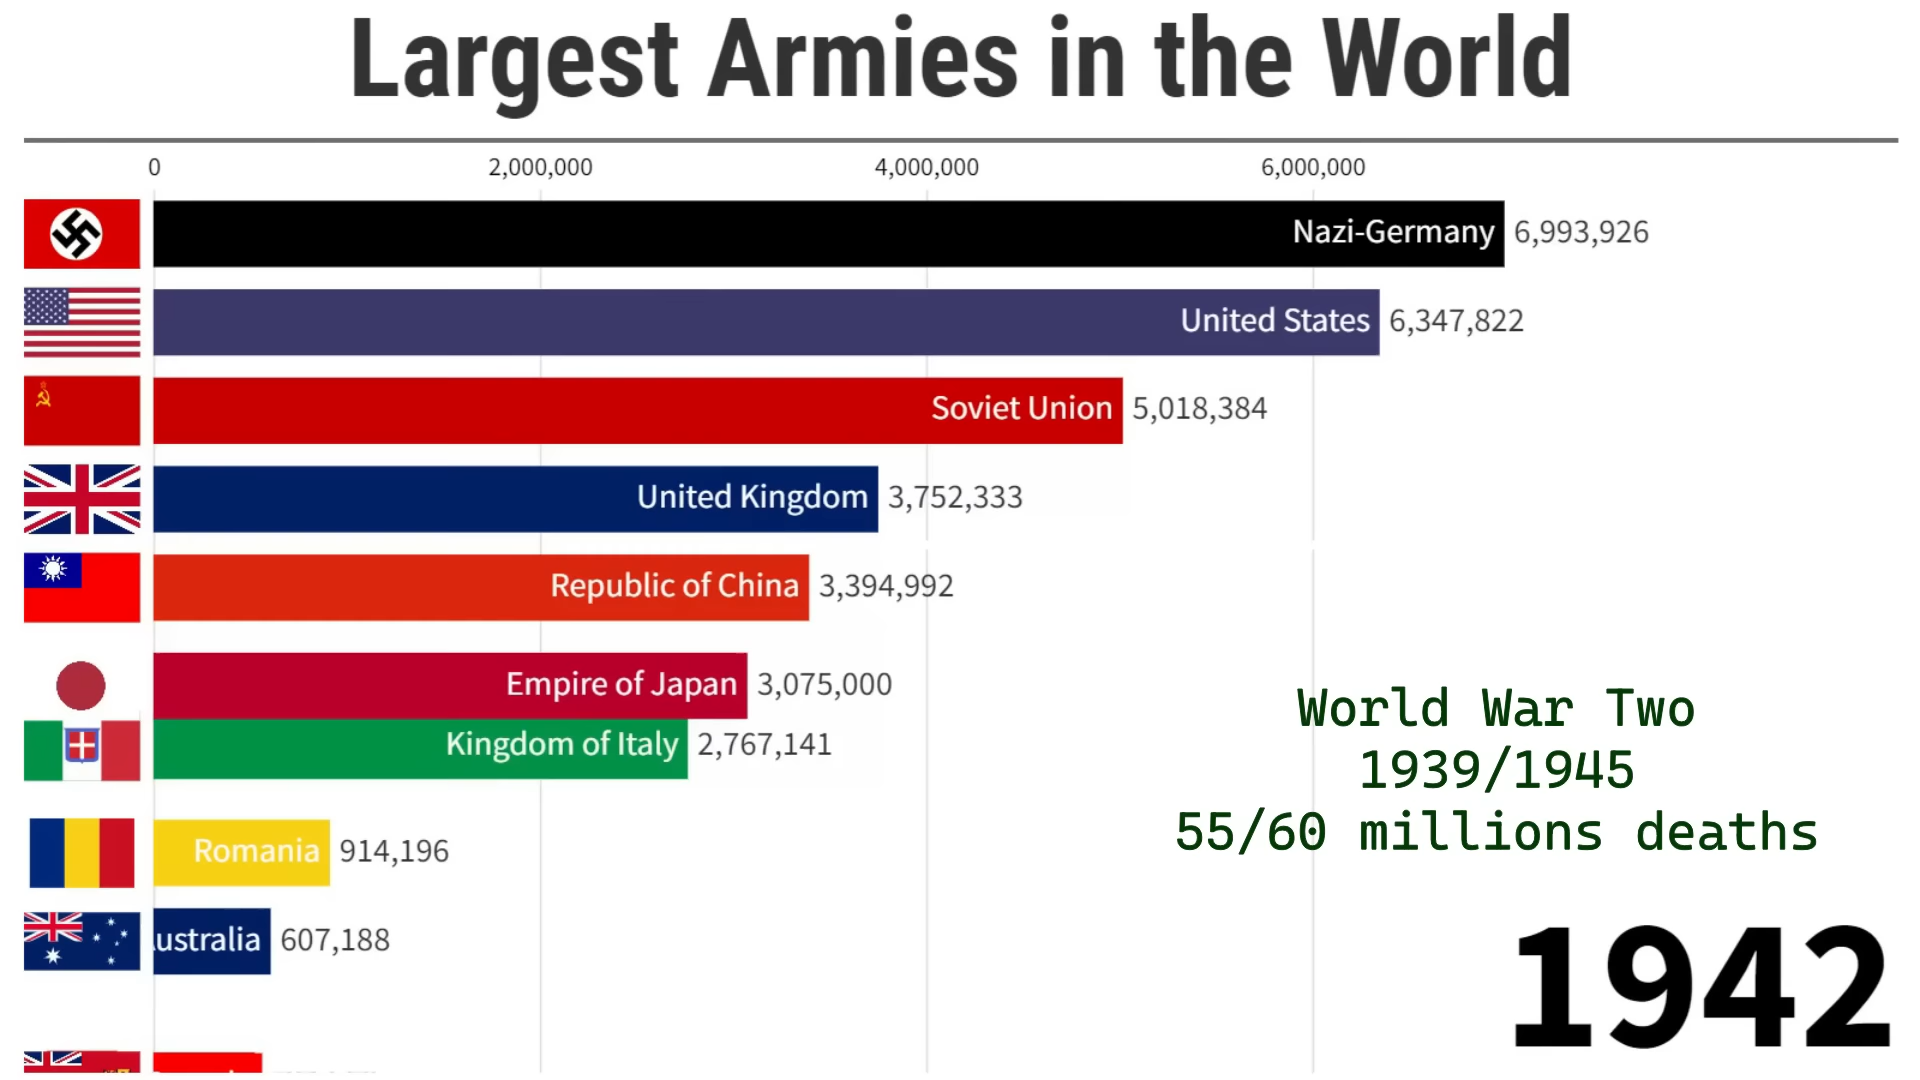 Largest Armies in the World
0 2,000,000 4,000,000 6,000,000
Nazi-Germany 6,993,926
United States 6,347,822
Soviet Union 5,018,384
United Kingdom 3,752,333
Republic of China 3,394,992
Empire of Japan 3,075,000
Kingdom of Italy 2,767,141
Romania 914,196
ustralia 607,188
World War Two
1939/1945
55/60 millions deaths
1942